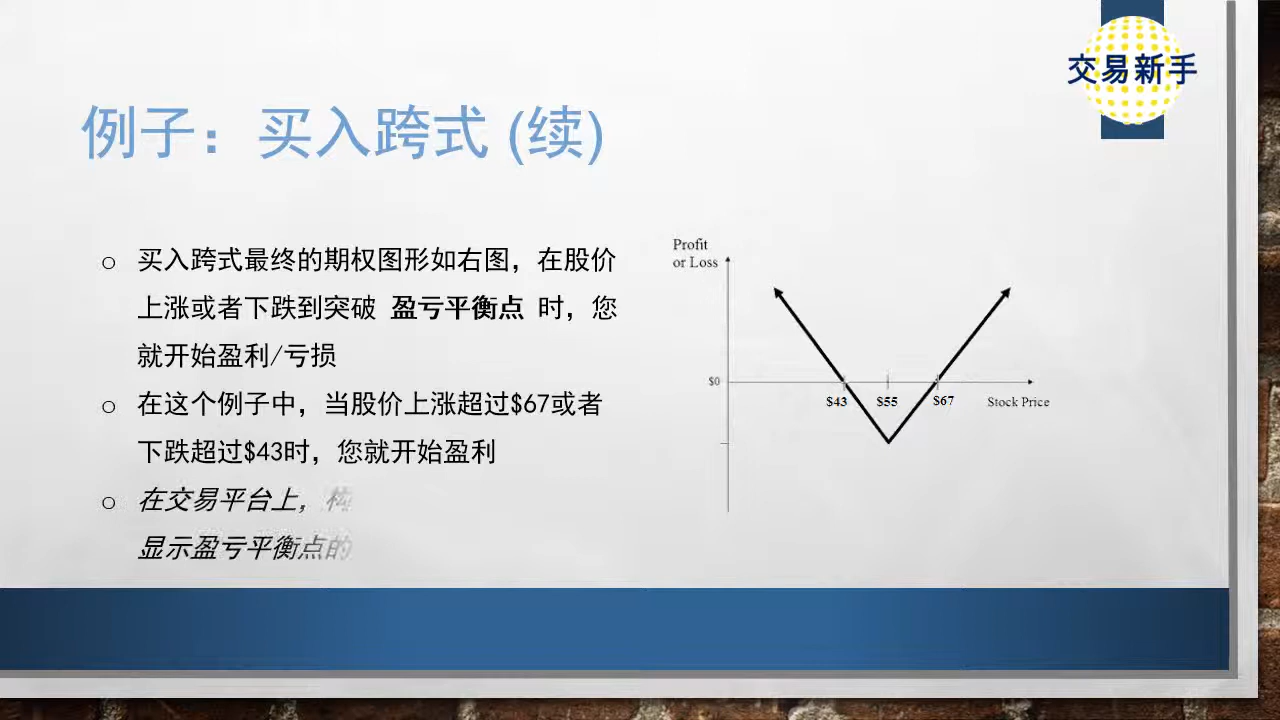 交易新手
例子：买入跨式 (续)
买入跨式最终的期权图形如右图，在股价
上涨或者下跌到突破 盈亏平衡点 时，您
就开始盈利/亏损
在这个例子中，当股价上涨超过$67或者
下跌超过$43时，您就开始盈利
在交易平台上，构
显示盈亏平衡点的
Profit
or Loss
$0
$43 $55 $67 Stock Price